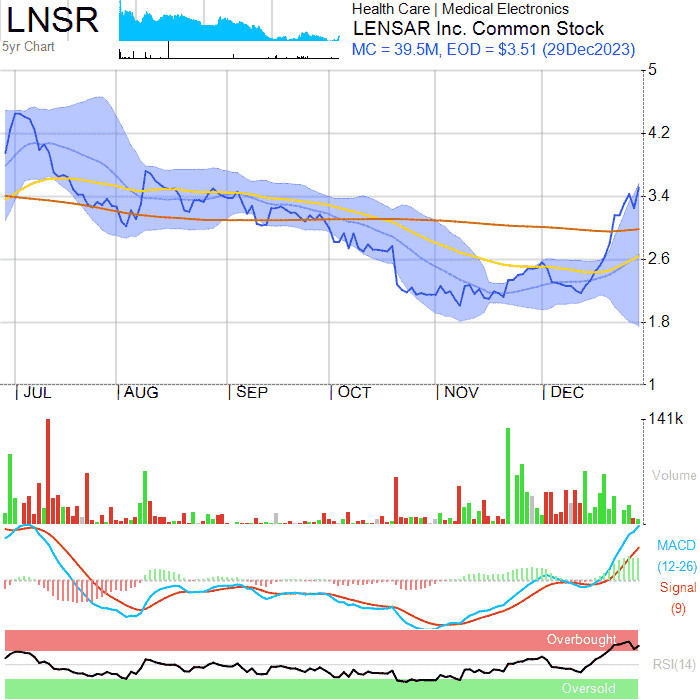 LNSR
5yr Chart
Health Care | Medical Electronics
LENSAR Inc. Common Stock
MC = 39.5M, EOD = $3.51 (29Dec2023)
5
4.2
3.4
2.6
1.8
1
JUL AUG SEP OCT NOV DEC
141k
Volume
MACD
(12-26)
Signal
(9)
Overbought
RSI(14)
Oversold